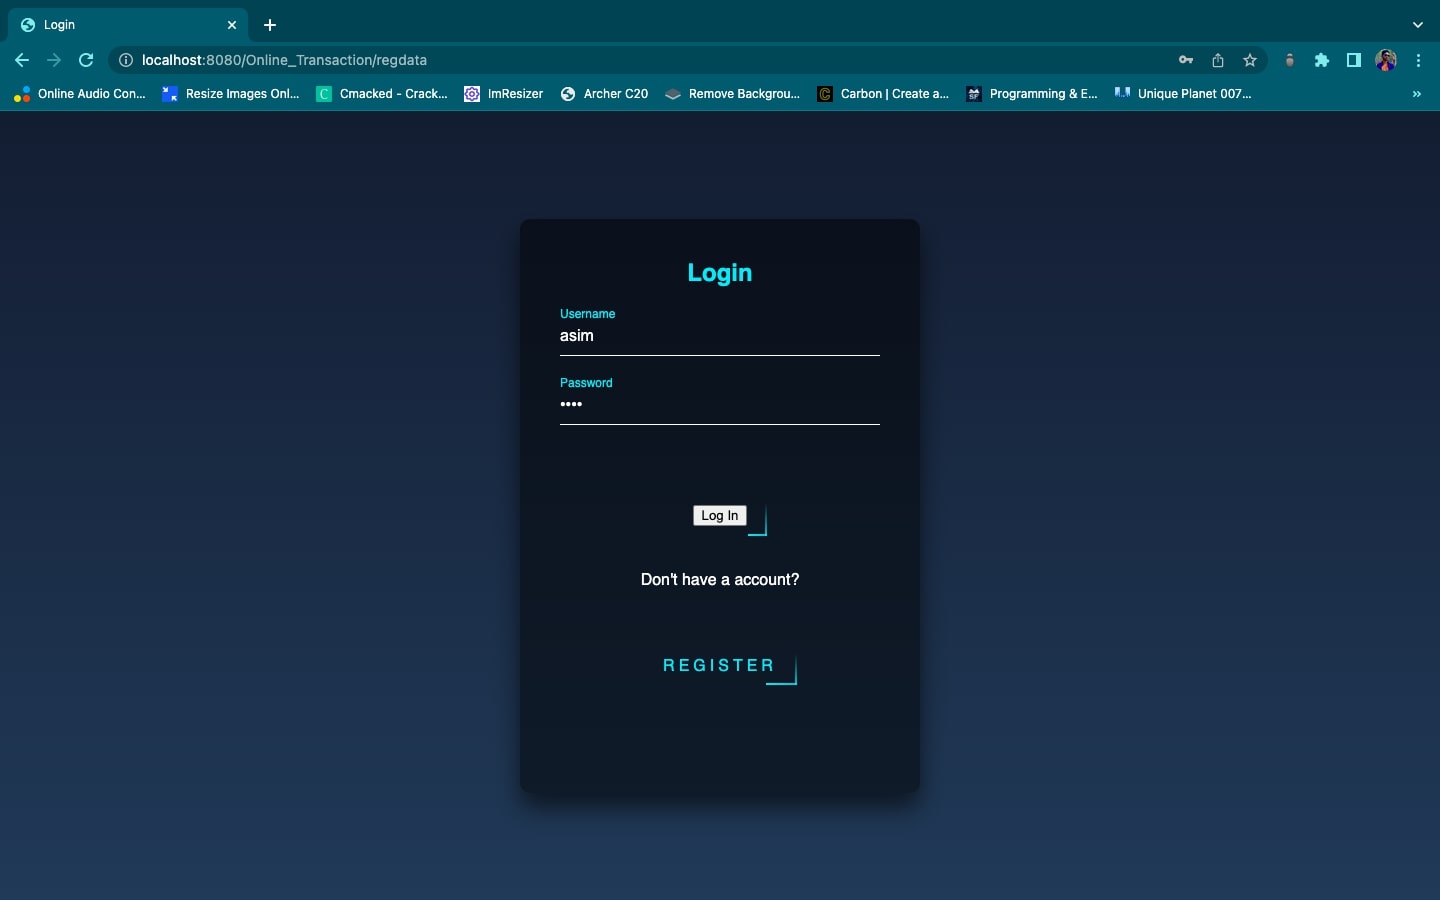 Login
localhost:8080/Online_Transaction/regdata
Online Audio Con... Resize Images Onl... Cmacked - Crack... ImResizer Archer C20 Remove Backgrou... Carbon | Create a... Programming & E... Unique Planet 007...
Login
Username
asim
Password
••••
Log In
Don't have a account?
REGISTER